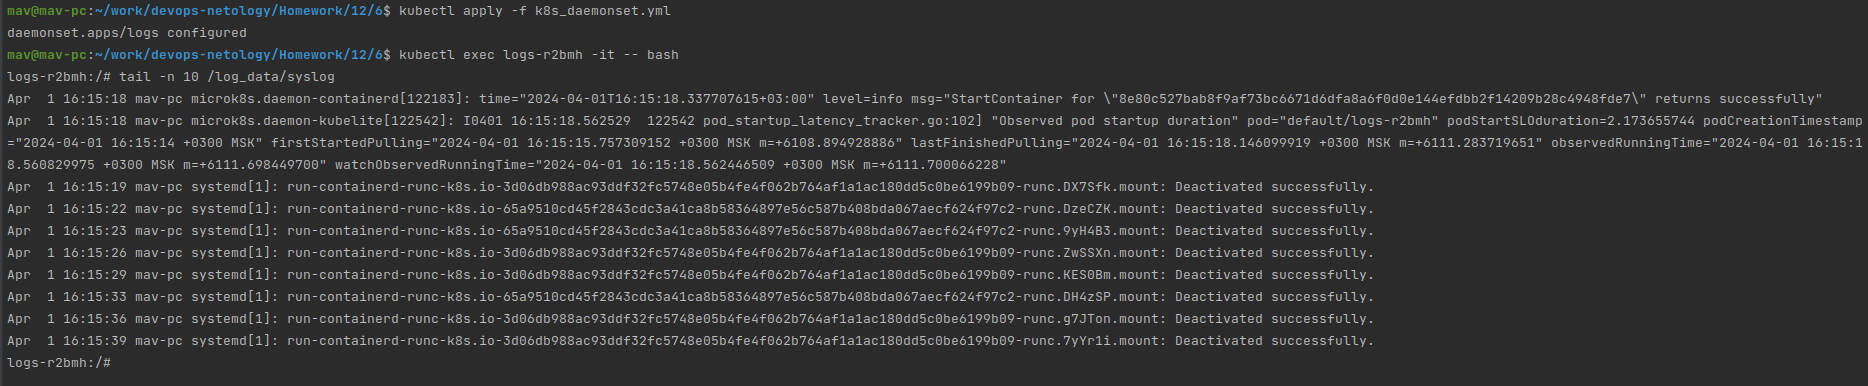 mav@mav-pc:~/work/devops-netology/Homework/12/6$ kubectl apply -f k8s_daemonset.yml
daemonset.apps/logs configured
mav@mav-pc:~/work/devops-netology/Homework/12/6$ kubectl exec logs-r2bmh -it -- bash
logs-r2bmh:/# tail -n 10 /log_data/syslog
Apr  1 16:15:18 mav-pc microk8s.daemon-containerd[122183]: time="2024-04-01T16:15:18.337707615+03:00" level=info msg="StartContainer for \"8e80c527bab8f9af73bc6671d6dfa8a6f0d0e144efdbb2f14209b28c4948fde7\" returns successfully"
Apr  1 16:15:18 mav-pc microk8s.daemon-kubelite[122542]: I0401 16:15:18.562529  122542 pod_startup_latency_tracker.go:102] "Observed pod startup duration" pod="default/logs-r2bmh" podStartSLOduration=2.173655744 podCreationTimestamp
="2024-04-01 16:15:14 +0300 MSK" firstStartedPulling="2024-04-01 16:15:15.757309152 +0300 MSK m=+6108.894928886" lastFinishedPulling="2024-04-01 16:15:18.146099919 +0300 MSK m=+6111.283719651" observedRunningTime="2024-04-01 16:15:1
8.560829975 +0300 MSK m=+6111.698449700" watchObservedRunningTime="2024-04-01 16:15:18.562446509 +0300 MSK m=+6111.700066228"
Apr  1 16:15:19 mav-pc systemd[1]: run-containerd-runc-k8s.io-3d06db988ac93ddf32fc5748e05b4fe4f062b764af1a1ac180dd5c0be6199b09-runc.DX7Sfk.mount: Deactivated successfully.
Apr  1 16:15:22 mav-pc systemd[1]: run-containerd-runc-k8s.io-65a9510cd45f2843cdc3a41ca8b58364897e56c587b408bda067aecf624f97c2-runc.DzeCZK.mount: Deactivated successfully.
Apr  1 16:15:23 mav-pc systemd[1]: run-containerd-runc-k8s.io-65a9510cd45f2843cdc3a41ca8b58364897e56c587b408bda067aecf624f97c2-runc.9yH4B3.mount: Deactivated successfully.
Apr  1 16:15:26 mav-pc systemd[1]: run-containerd-runc-k8s.io-3d06db988ac93ddf32fc5748e05b4fe4f062b764af1a1ac180dd5c0be6199b09-runc.ZwSSXn.mount: Deactivated successfully.
Apr  1 16:15:29 mav-pc systemd[1]: run-containerd-runc-k8s.io-3d06db988ac93ddf32fc5748e05b4fe4f062b764af1a1ac180dd5c0be6199b09-runc.KES0Bm.mount: Deactivated successfully.
Apr  1 16:15:33 mav-pc systemd[1]: run-containerd-runc-k8s.io-65a9510cd45f2843cdc3a41ca8b58364897e56c587b408bda067aecf624f97c2-runc.DH4zSP.mount: Deactivated successfully.
Apr  1 16:15:36 mav-pc systemd[1]: run-containerd-runc-k8s.io-3d06db988ac93ddf32fc5748e05b4fe4f062b764af1a1ac180dd5c0be6199b09-runc.g7JTon.mount: Deactivated successfully.
Apr  1 16:15:39 mav-pc systemd[1]: run-containerd-runc-k8s.io-3d06db988ac93ddf32fc5748e05b4fe4f062b764af1a1ac180dd5c0be6199b09-runc.7yYr1i.mount: Deactivated successfully.
logs-r2bmh:/#